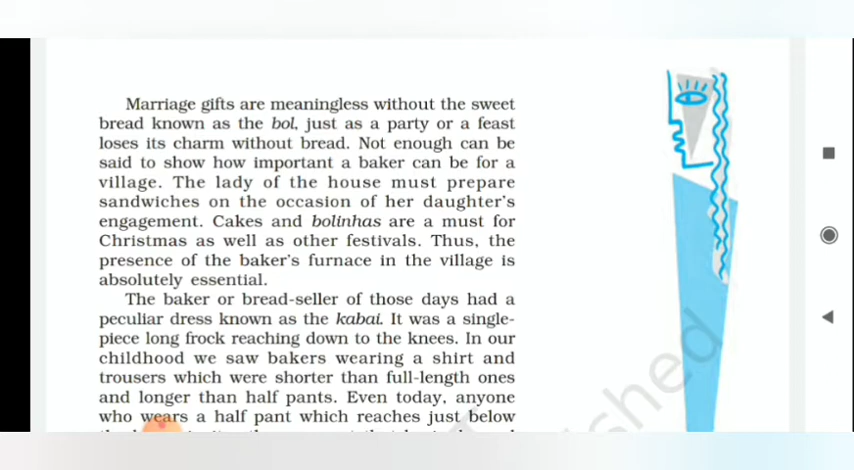 Marriage gifts are meaningless without the sweet
bread known as the bol, just as a party or a feast
loses its charm without bread. Not enough can be
said to show how important a baker can be for a
village. The lady of the house must prepare
sandwiches on the occasion of her daughter's
engagement. Cakes and bolinhas are a must for
Christmas as well as other festivals. Thus, the
presence of the baker's furnace in the village is
absolutely essential.
The baker or bread-seller of those days had a
peculiar dress known as the kabai. It was a single-
piece long frock reaching down to the knees. In our
childhood we saw bakers wearing a shirt and
trousers which were shorter than full-length ones
and longer than half pants. Even today, anyone
who wears a half pant which reaches just below